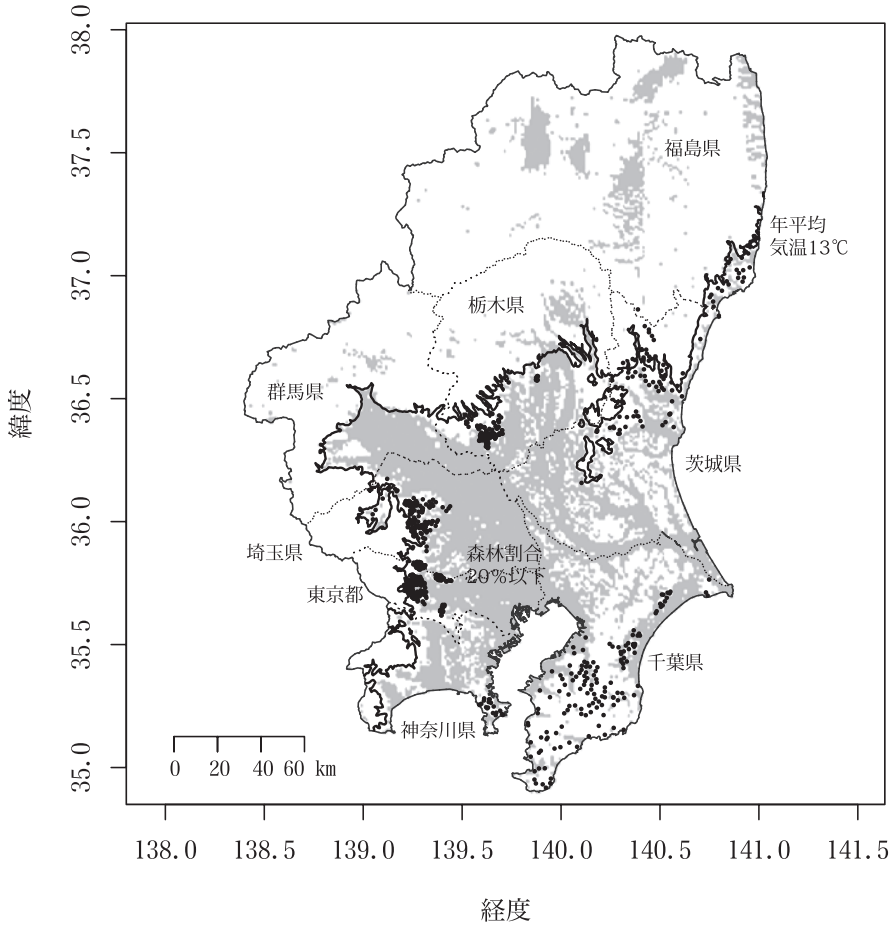 38.0
37.5
37.0
36.5
36.0
35.5
35.0
緯度
福島県
年平均
気温13℃
栃木県
群馬県
茨城県
埼玉県
森林割合
20%以下
東京都
千葉県
神奈川県
0 20 40 60 km
138.0 138.5 139.0 139.5 140.0 140.5 141.0 141.5
経度